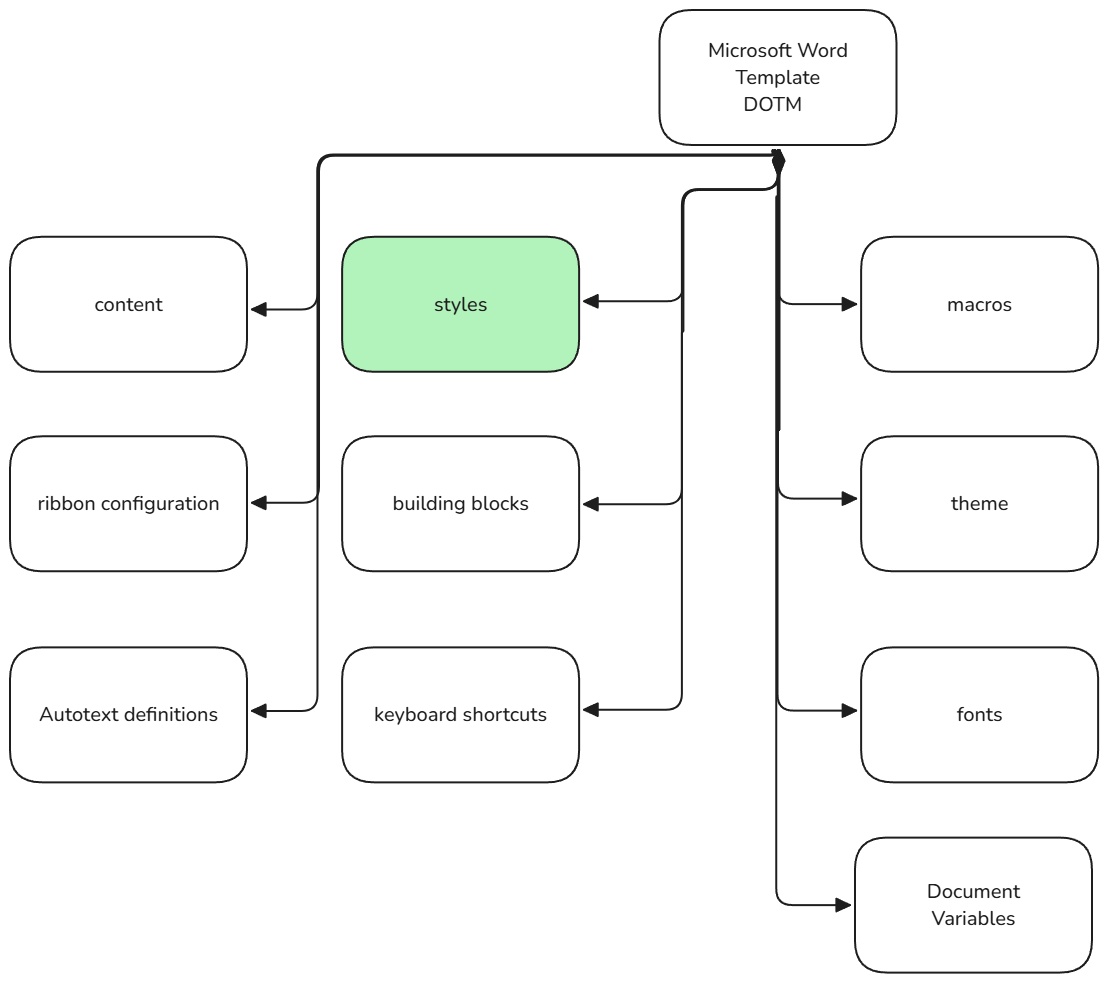 Microsoft Word
Template
DOTM
content
styles
macros
ribbon configuration
building blocks
theme
Autotext definitions
keyboard shortcuts
fonts
Document
Variables